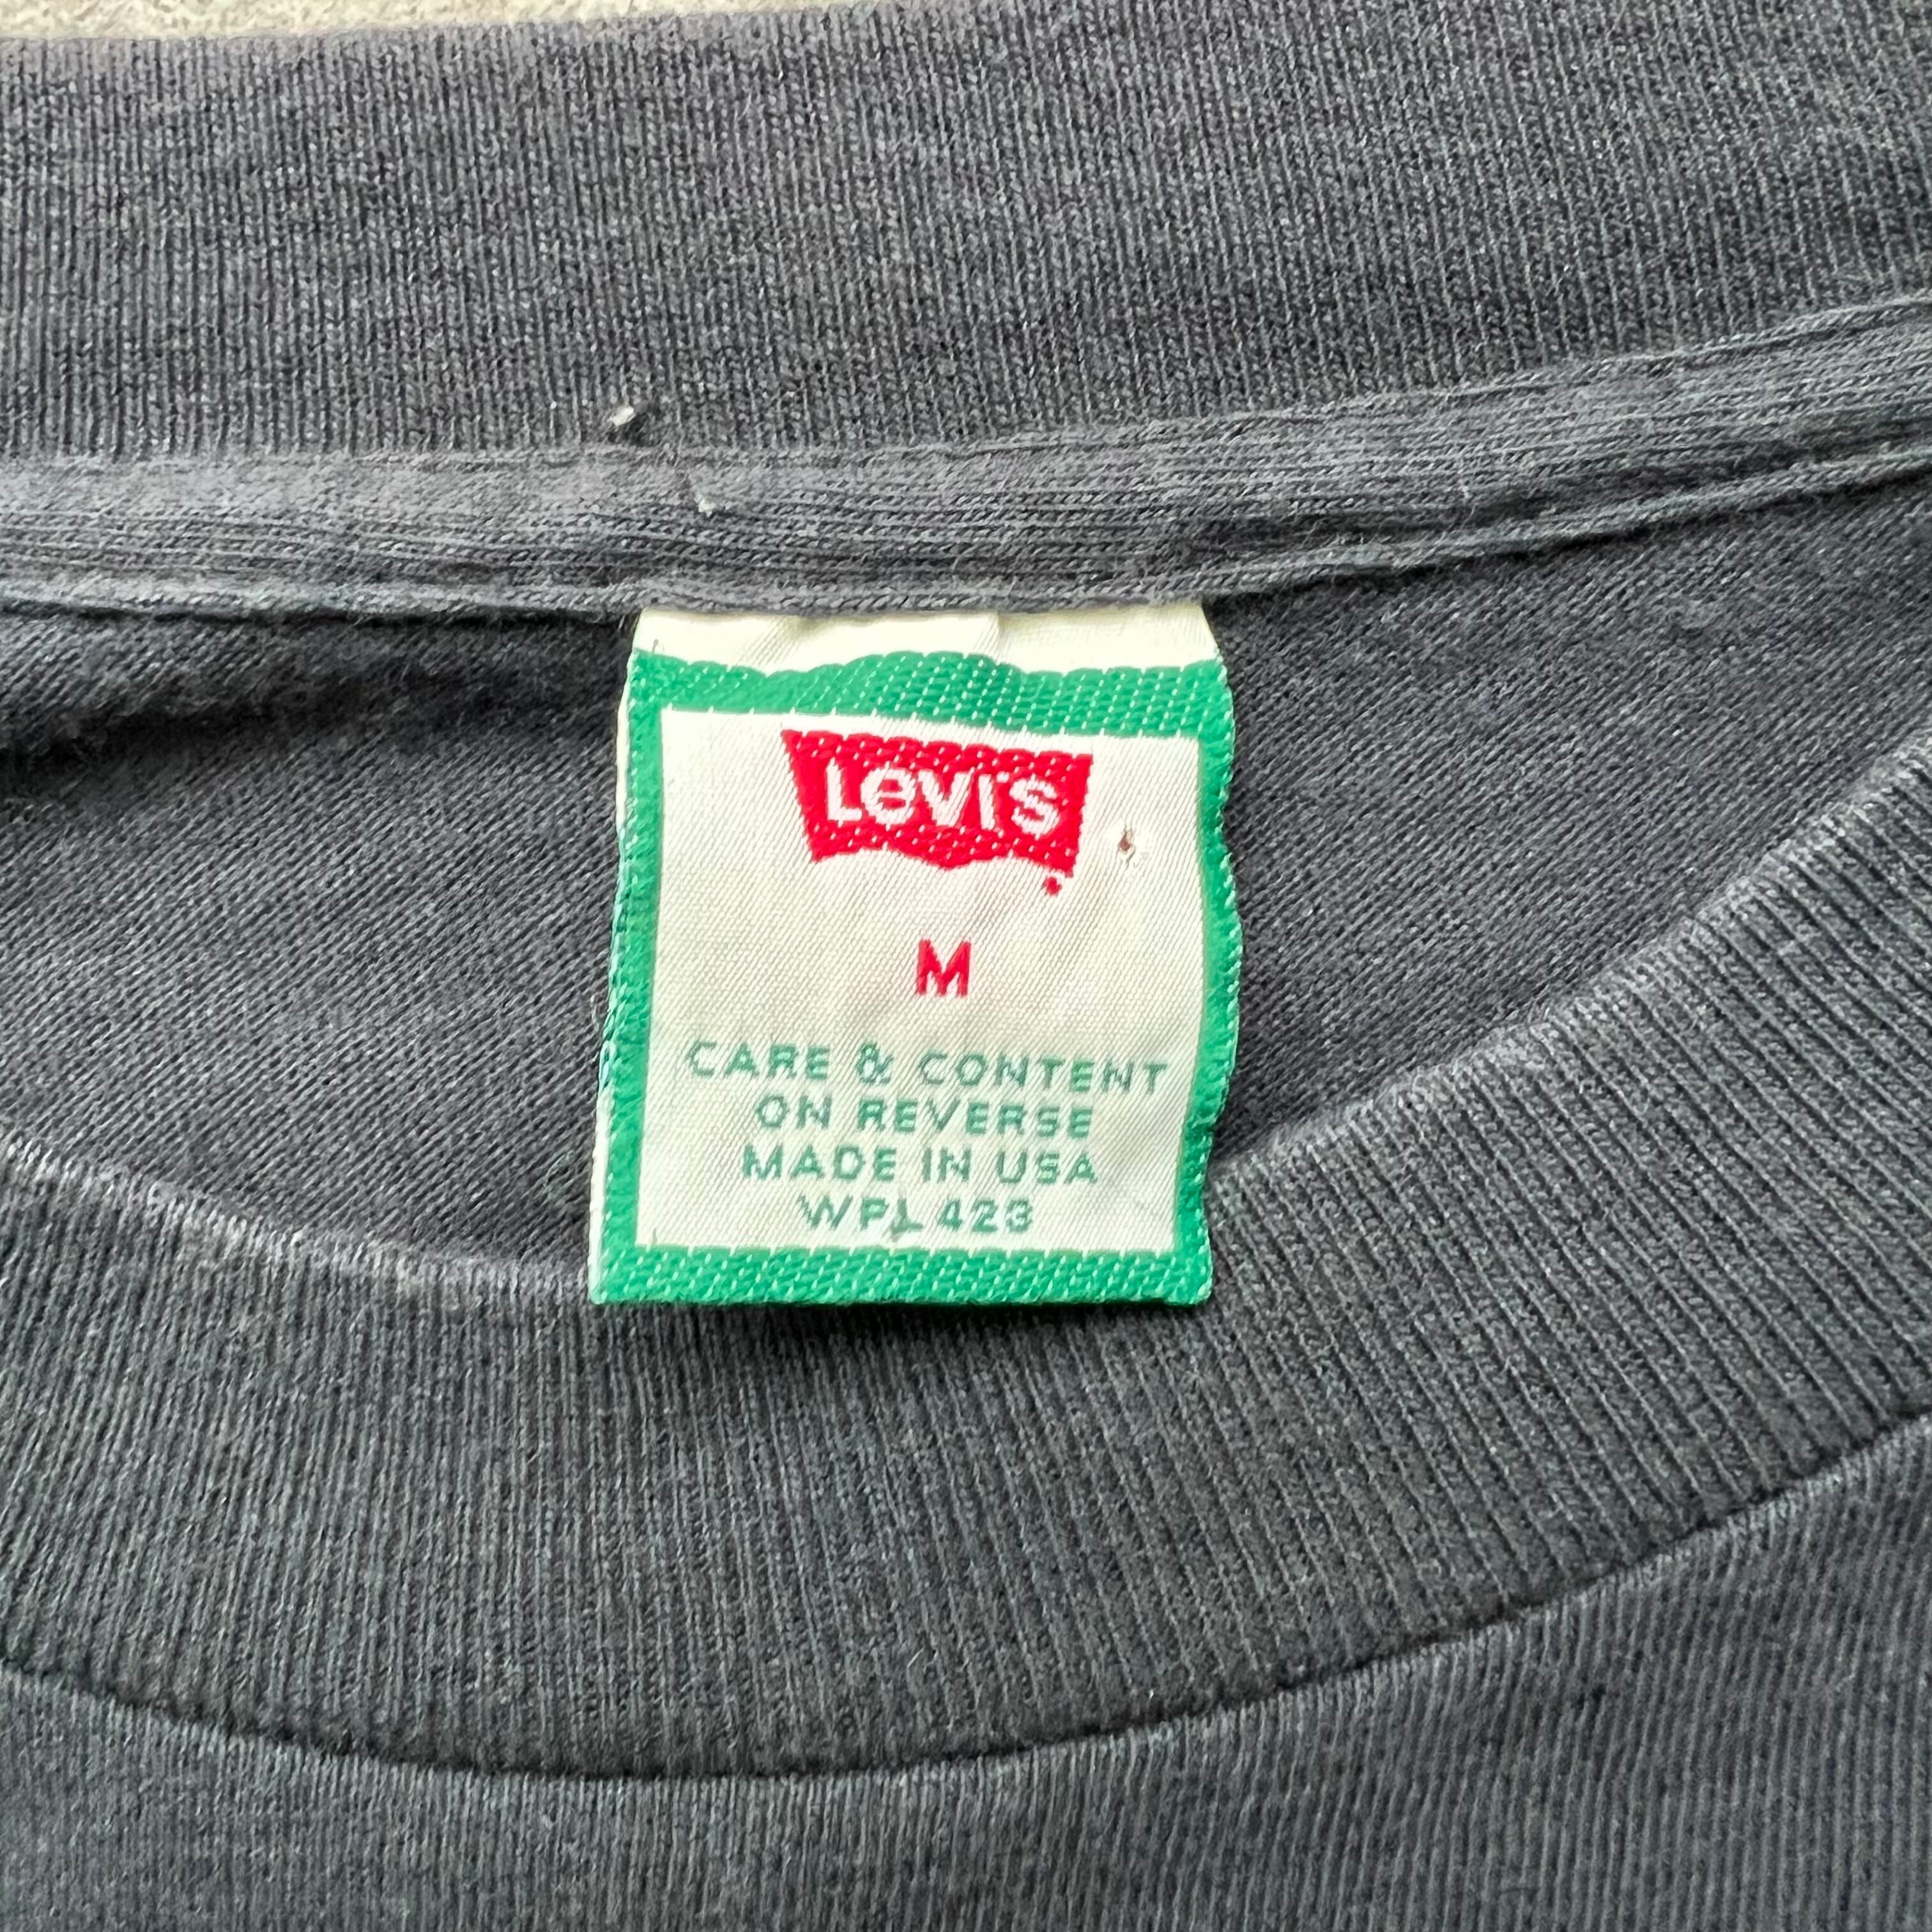 Levi's
M
CARE & CONTENT
ON REVERSE
MADE IN USA
WPL 423